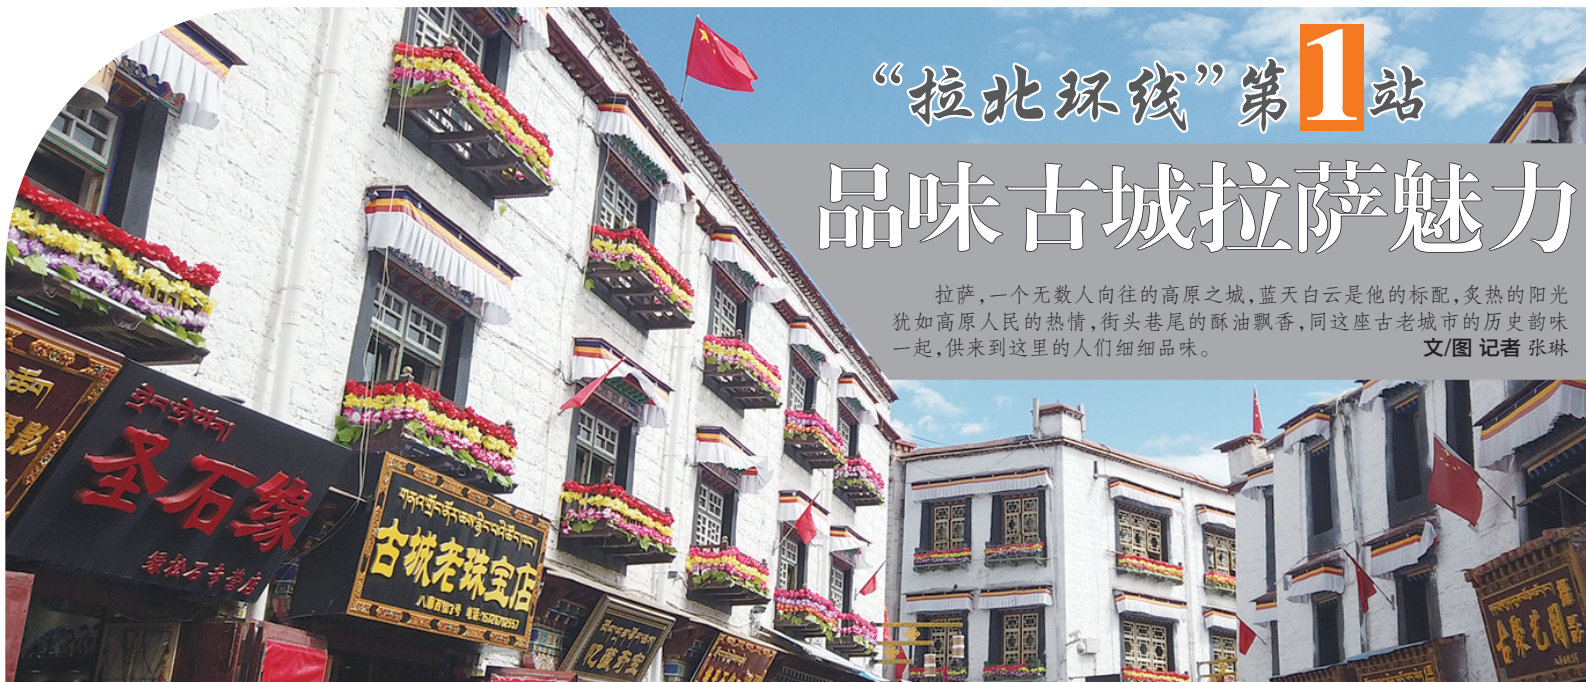 “拉北环线”第1站
品味古城拉萨魅力
拉萨,一个无数人向往的高原之城,蓝天白云是他的标配,炙热的阳光
犹如高原人民的热情,街头巷尾的酥油飘香,同这座古老城市的历史韵味
一起,供来到这里的人们细细品味。
文/图 记者 张琳
圣石缘
绿松石专营店
古城老珠宝店
影
古聚艺阁